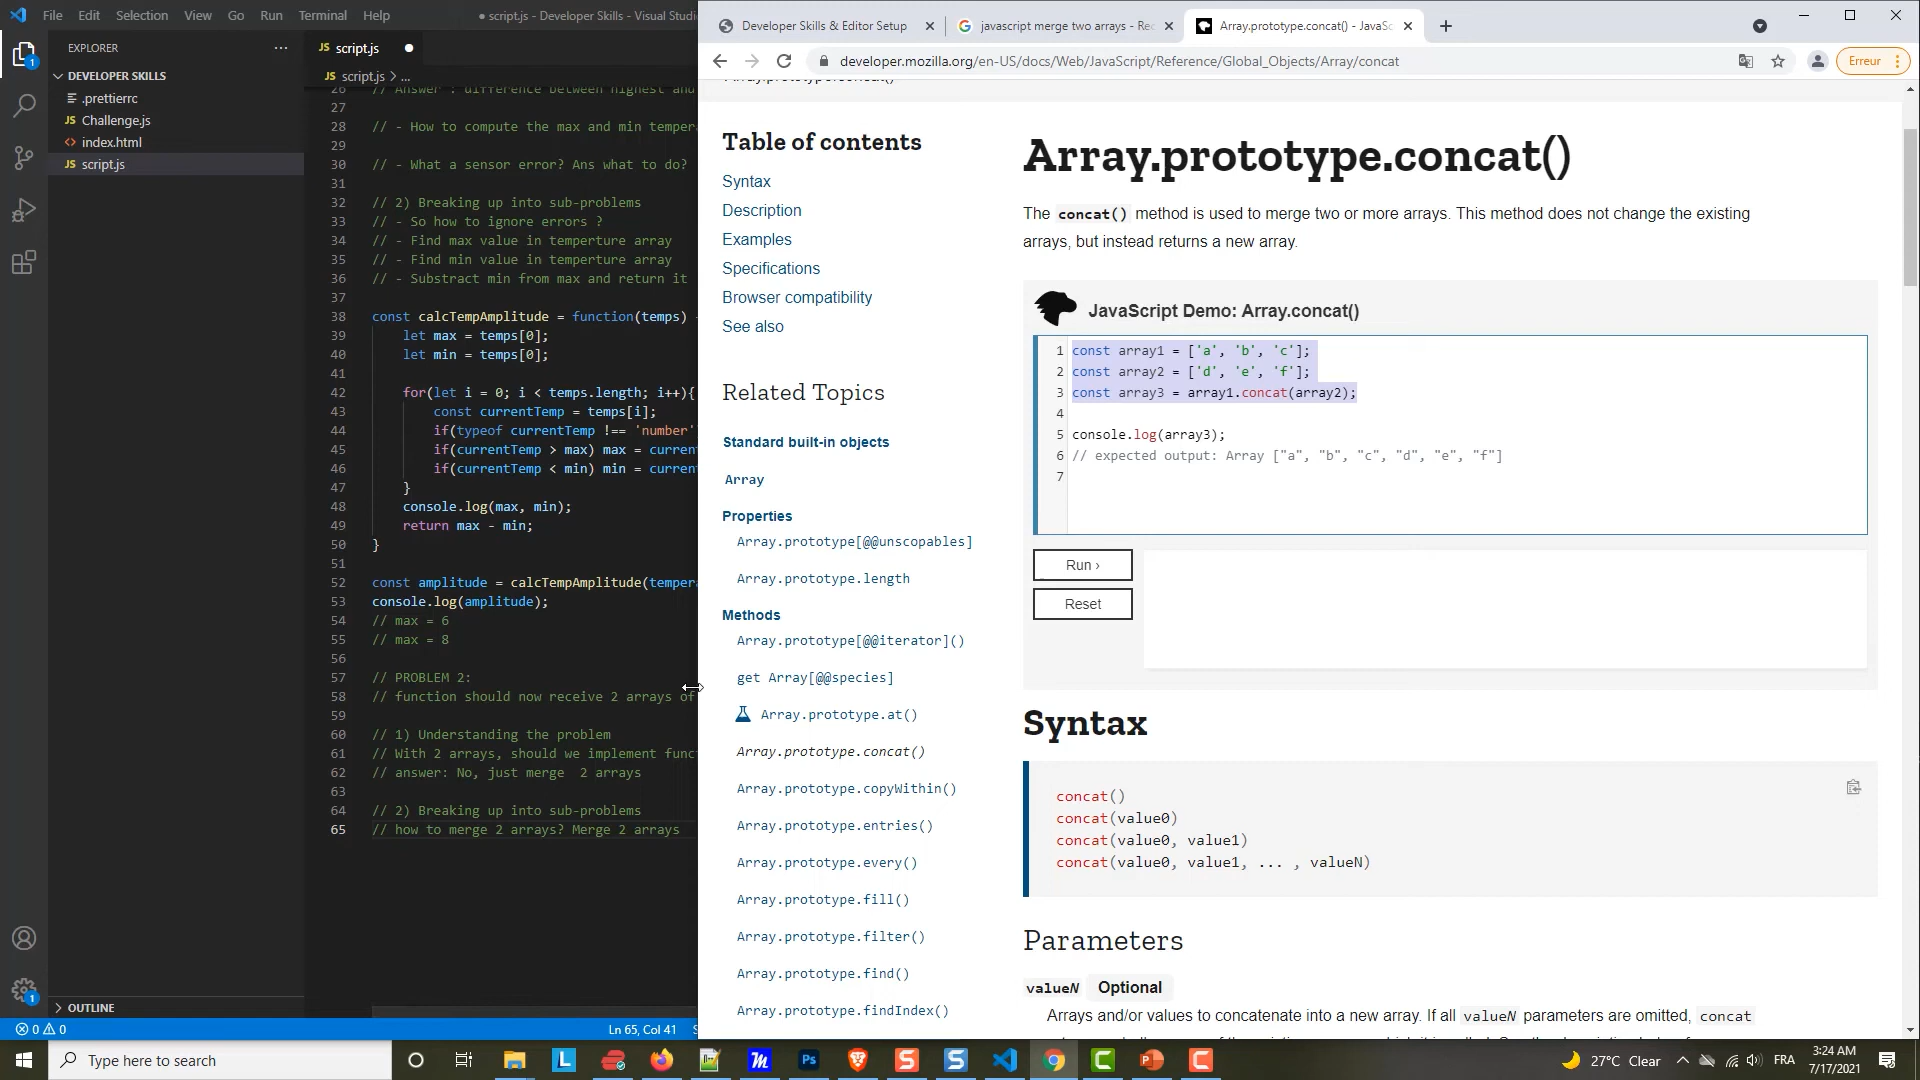 File Edit Selection View Go Run Terminal Help
● script.js - Developer Skills - Visual Studi
EXPLORER
DEVELOPER SKILLS
.prettierrc
JS Challenge.js
index.html
JS script.js
OUTLINE
JS script.js
JS script.js > ...
26 // Answer : difference between highest and
27
28 // - How to compute the max and min temper
29
30 // - What a sensor error? Ans what to do?
31
32 // 2) Breaking up into sub-problems
33 // - So how to ignore errors ?
34 // - Find max value in temperture array
35 // - Find min value in temperture array
36 // - Substract min from max and return it
37
38 const calcTempAmplitude = function(temps)
39 let max = temps[0];
40 let min = temps[0];
41
42 for(let i = 0; i < temps.length; i++){
43 const currentTemp = temps[i];
44 if(typeof currentTemp !== 'number'
45 if(currentTemp > max) max = curren
46 if(currentTemp < min) min = curren
47 }
48 console.log(max, min);
49 return max - min;
50 }
51
52 const amplitude = calcTempAmplitude(tempera
53 console.log(amplitude);
54 // max = 6
55 // max = 8
56
57 // PROBLEM 2:
58 // function should now receive 2 arrays of
59
60 // 1) Understanding the problem
61 // With 2 arrays, should we implement func
62 // answer: No, just merge  2 arrays
63
64 // 2) Breaking up into sub-problems
65 // how to merge 2 arrays? Merge 2 arrays
0 0
Ln 65, Col 41
Developer Skills & Editor Setup
javascript merge two arrays - Rec
Array.prototype.concat() - JavaSc
developer.mozilla.org/en-US/docs/Web/JavaScript/Reference/Global_Objects/Array/concat
Erreur
Array.prototype.concat()
Table of contents
Syntax
Description
Examples
Specifications
Browser compatibility
See also
Related Topics
Standard built-in objects
Array
Properties
Array.prototype[@@unscopables]
Array.prototype.length
Methods
Array.prototype[@@iterator]()
get Array[@@species]
Array.prototype.at()
Array.prototype.concat()
Array.prototype.copyWithin()
Array.prototype.entries()
Array.prototype.every()
Array.prototype.fill()
Array.prototype.filter()
Array.prototype.find()
Array.prototype.findIndex()
Array.prototype.concat()
The concat() method is used to merge two or more arrays. This method does not change the existing
arrays, but instead returns a new array.
JavaScript Demo: Array.concat()
1 const array1 = ['a', 'b', 'c'];
2 const array2 = ['d', 'e', 'f'];
3 const array3 = array1.concat(array2);
4
5 console.log(array3);
6 // expected output: Array ["a", "b", "c", "d", "e", "f"]
7
Run ›
Reset
Syntax
concat()
concat(value0)
concat(value0, value1)
concat(value0, value1, ... , valueN)
Parameters
valueN Optional
Arrays and/or values to concatenate into a new array. If all valueN parameters are omitted, concat
Type here to search
27°C Clear
FRA
3:24 AM
7/17/2021